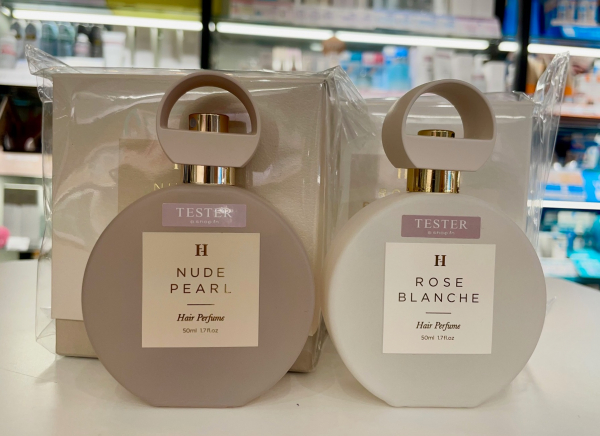 TESTER
H
NUDE
PEARL
Hair Perfume
50ml 1.7fl.oz
TESTER
H
ROSE
BLANCHE
Hair Perfume
50ml 1.7fl.oz